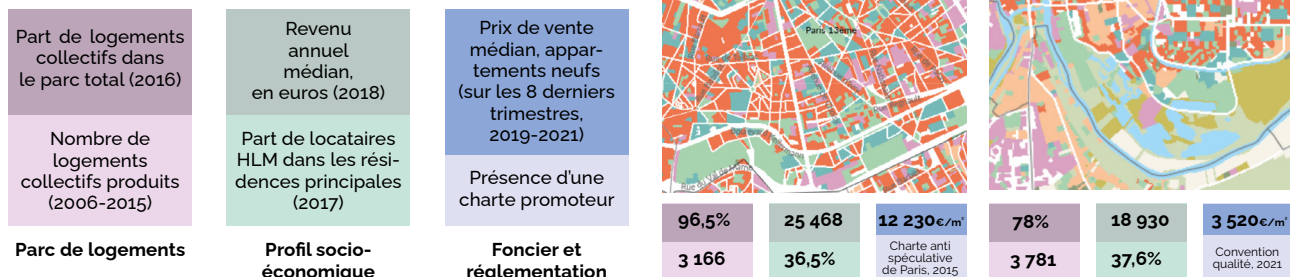 Part de logements
collectifs dans
le parc total (2016)
Nombre de
logements
collectifs produits
(2006-2015)
Parc de logements
Revenu
annuel
médian,
en euros (2018)
Part de locataires
HLM dans les rési-
dences principales
(2017)
Profil socio-
économique
Prix de vente
médian, appar-
tements neufs
(sur les 8 derniers
trimestres,
2019-2021)
Présence d'une
charte promoteur
Foncier et
réglementation
Paris 13ème
96,5%
25 468
12 230€/m²
3 166
36,5%
Charte anti
spéculative
de Paris, 2015
78%
18 930
3 520€/m²
3 781
37,6%
Convention
qualité, 2021